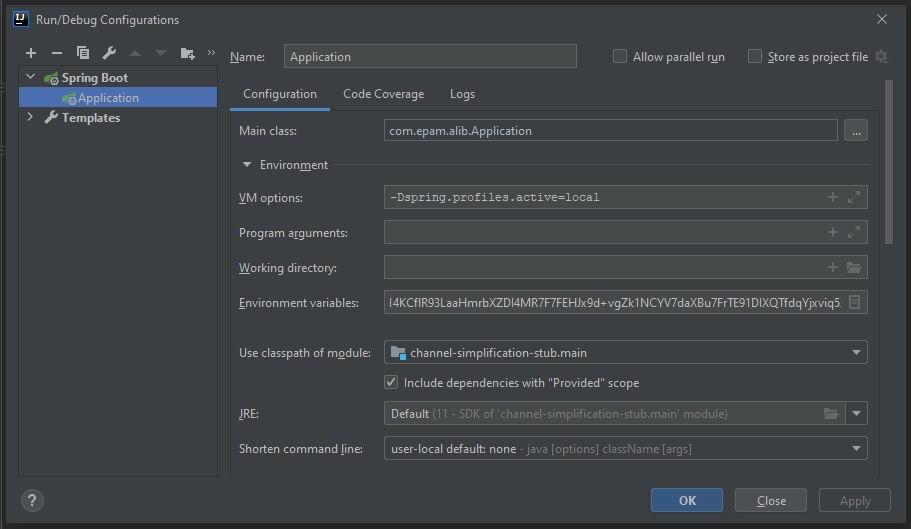 IJ Run/Debug Configurations
Name: Application Allow parallel run Store as project file
Spring Boot
Application
Templates
Configuration Code Coverage Logs
Main class: com.epam.alib.Application ...
Environment
VM options: -Dspring.profiles.active=local
Program arguments:
Working directory:
Environment variables:
Use classpath of module: channel-simplification-stub.main
Include dependencies with "Provided" scope
JRE: Default (11 - SDK of 'channel-simplification-stub.main' module)
Shorten command line: user-local default: none - java [options] className [args]
? OK Close Apply